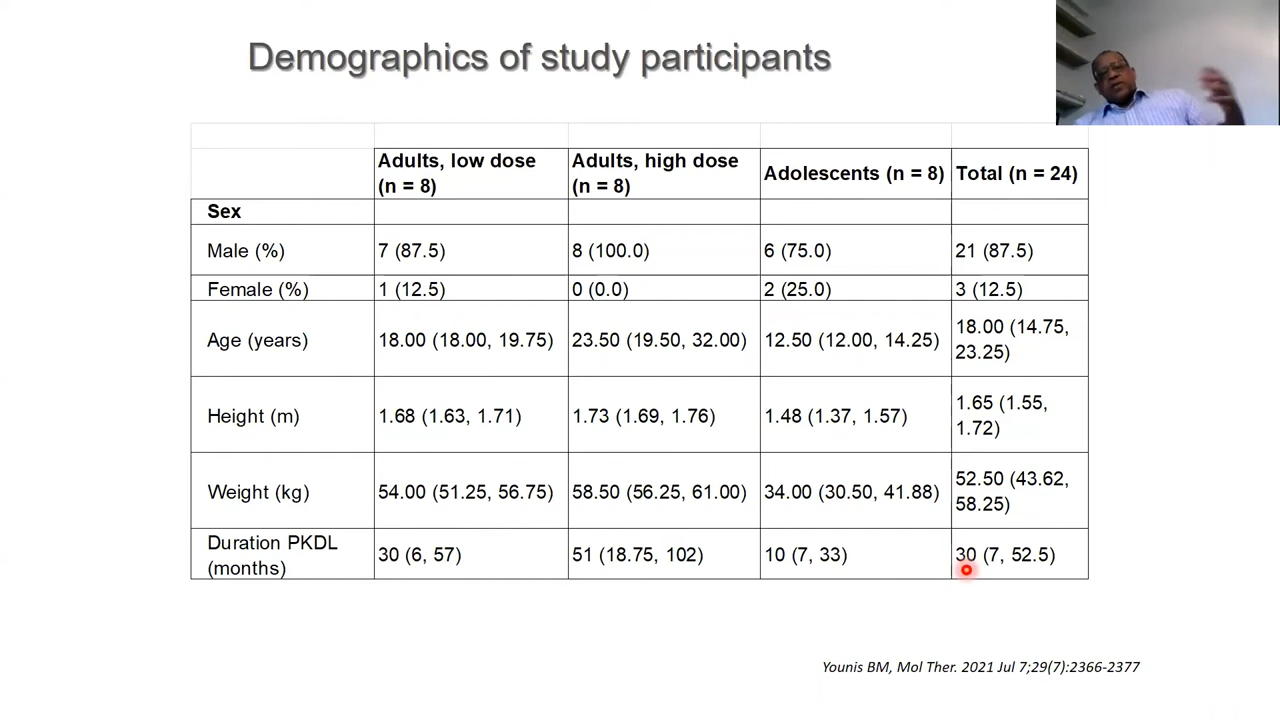 Demographics of study participants
Adults, low dose (n = 8) Adults, high dose (n = 8) Adolescents (n = 8) Total (n = 24)
Sex
Male (%) 7 (87.5) 8 (100.0) 6 (75.0) 21 (87.5)
Female (%) 1 (12.5) 0 (0.0) 2 (25.0) 3 (12.5)
Age (years) 18.00 (18.00, 19.75) 23.50 (19.50, 32.00) 12.50 (12.00, 14.25) 18.00 (14.75, 23.25)
Height (m) 1.68 (1.63, 1.71) 1.73 (1.69, 1.76) 1.48 (1.37, 1.57) 1.65 (1.55, 1.72)
Weight (kg) 54.00 (51.25, 56.75) 58.50 (56.25, 61.00) 34.00 (30.50, 41.88) 52.50 (43.62, 58.25)
Duration PKDL (months) 30 (6, 57) 51 (18.75, 102) 10 (7, 33) 30 (7, 52.5)
Younis BM, Mol Ther. 2021 Jul 7;29(7):2366-2377